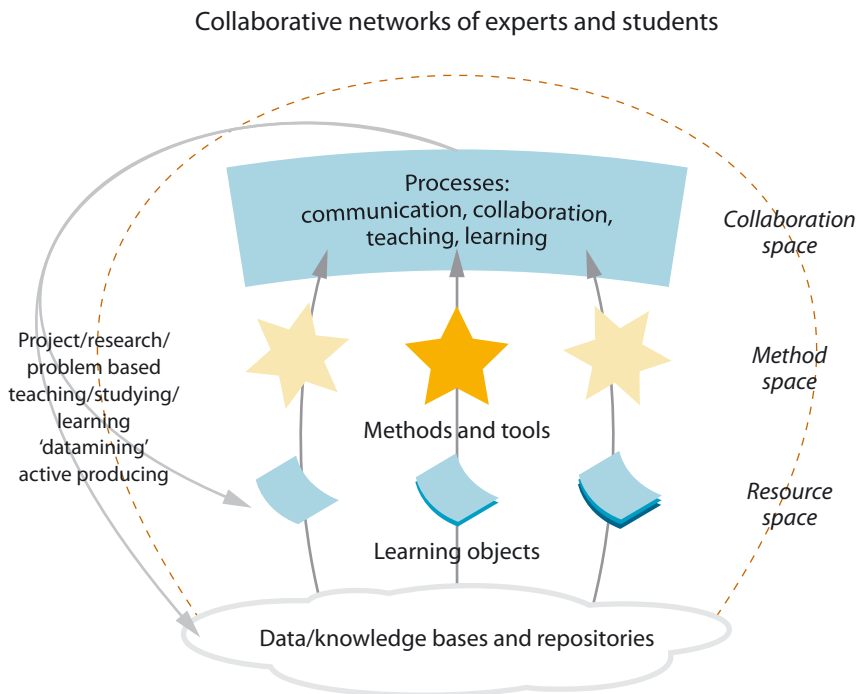 Collaborative networks of experts and students
Processes:
communication, collaboration,
teaching, learning
Collaboration
space
Project/research/
problem based
teaching/studying/
learning
‘datamining’
active producing
Method
space
Methods and tools
Resource
space
Learning objects
Data/knowledge bases and repositories